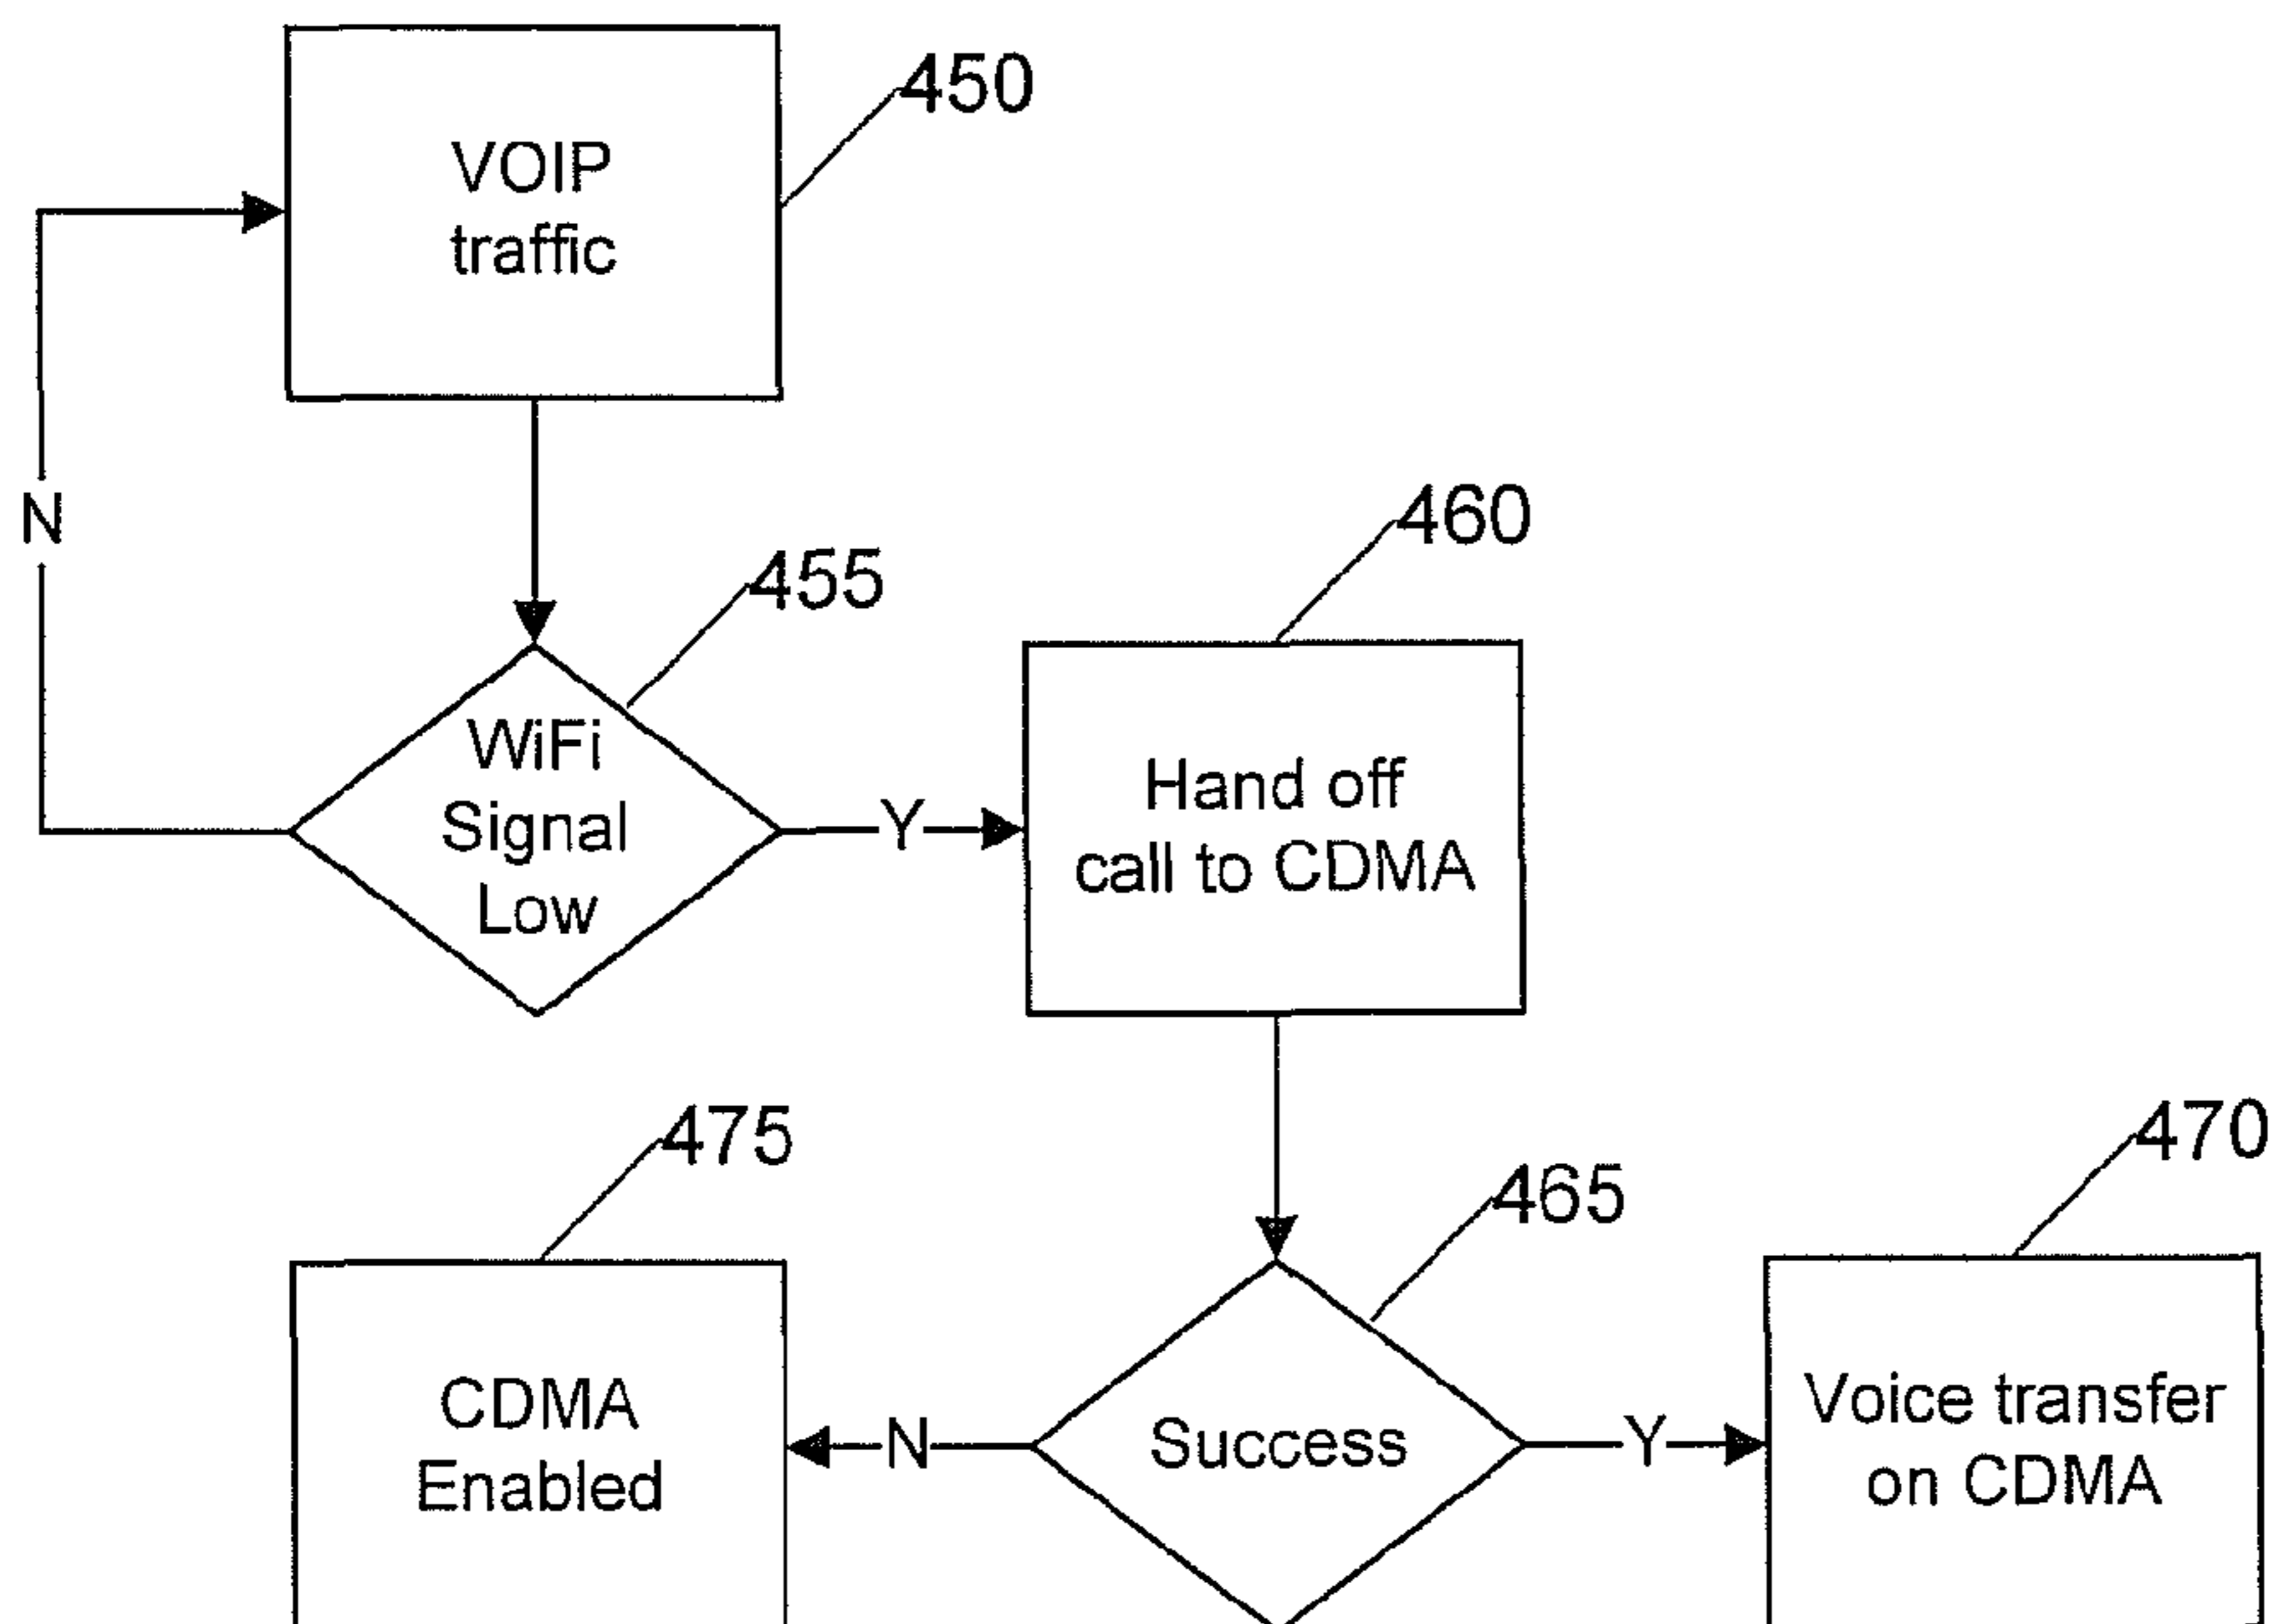 450
VOIP
traffic
N
455
460
WiFi
Signal
Low
Y
Hand off
call to CDMA
475
465
470
CDMA
Enabled
N
Success
Y
Voice transfer
on CDMA